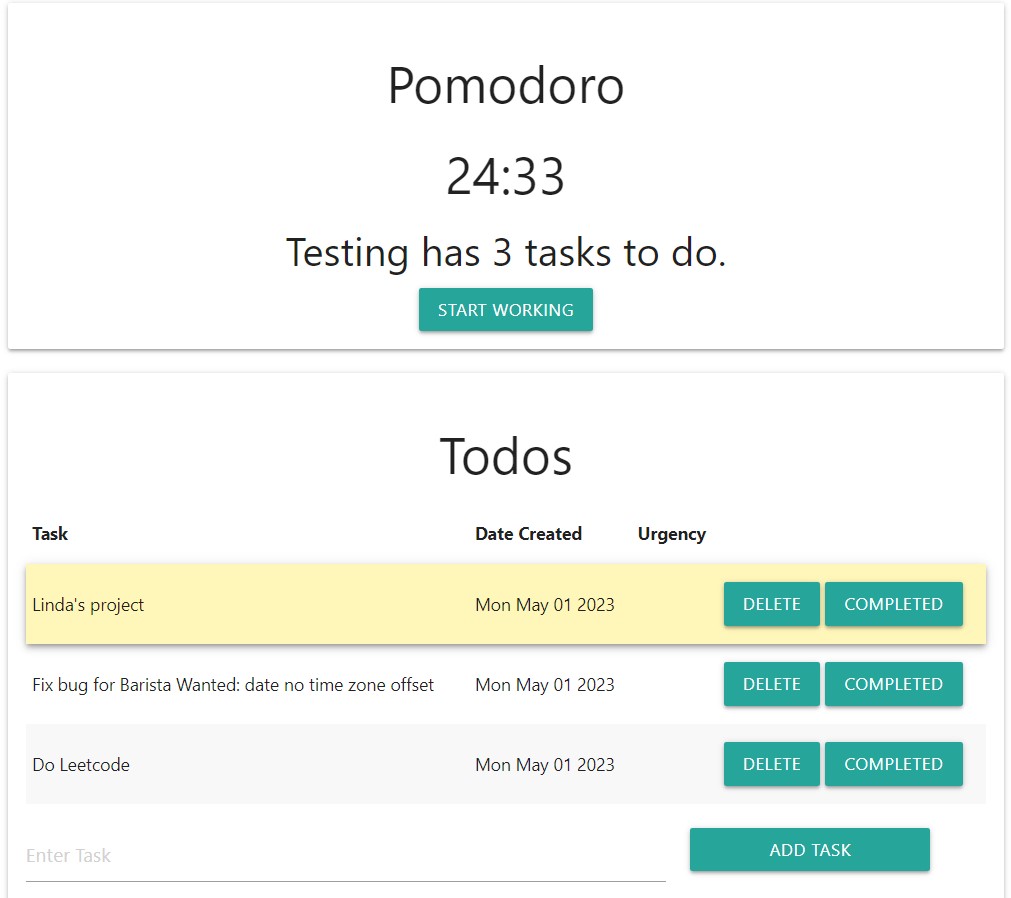 Pomodoro
24:33
Testing has 3 tasks to do.
START WORKING
Todos
Task Date Created Urgency
Linda's project Mon May 01 2023 DELETE COMPLETED
Fix bug for Barista Wanted: date no time zone offset Mon May 01 2023 DELETE COMPLETED
Do Leetcode Mon May 01 2023 DELETE COMPLETED
Enter Task ADD TASK